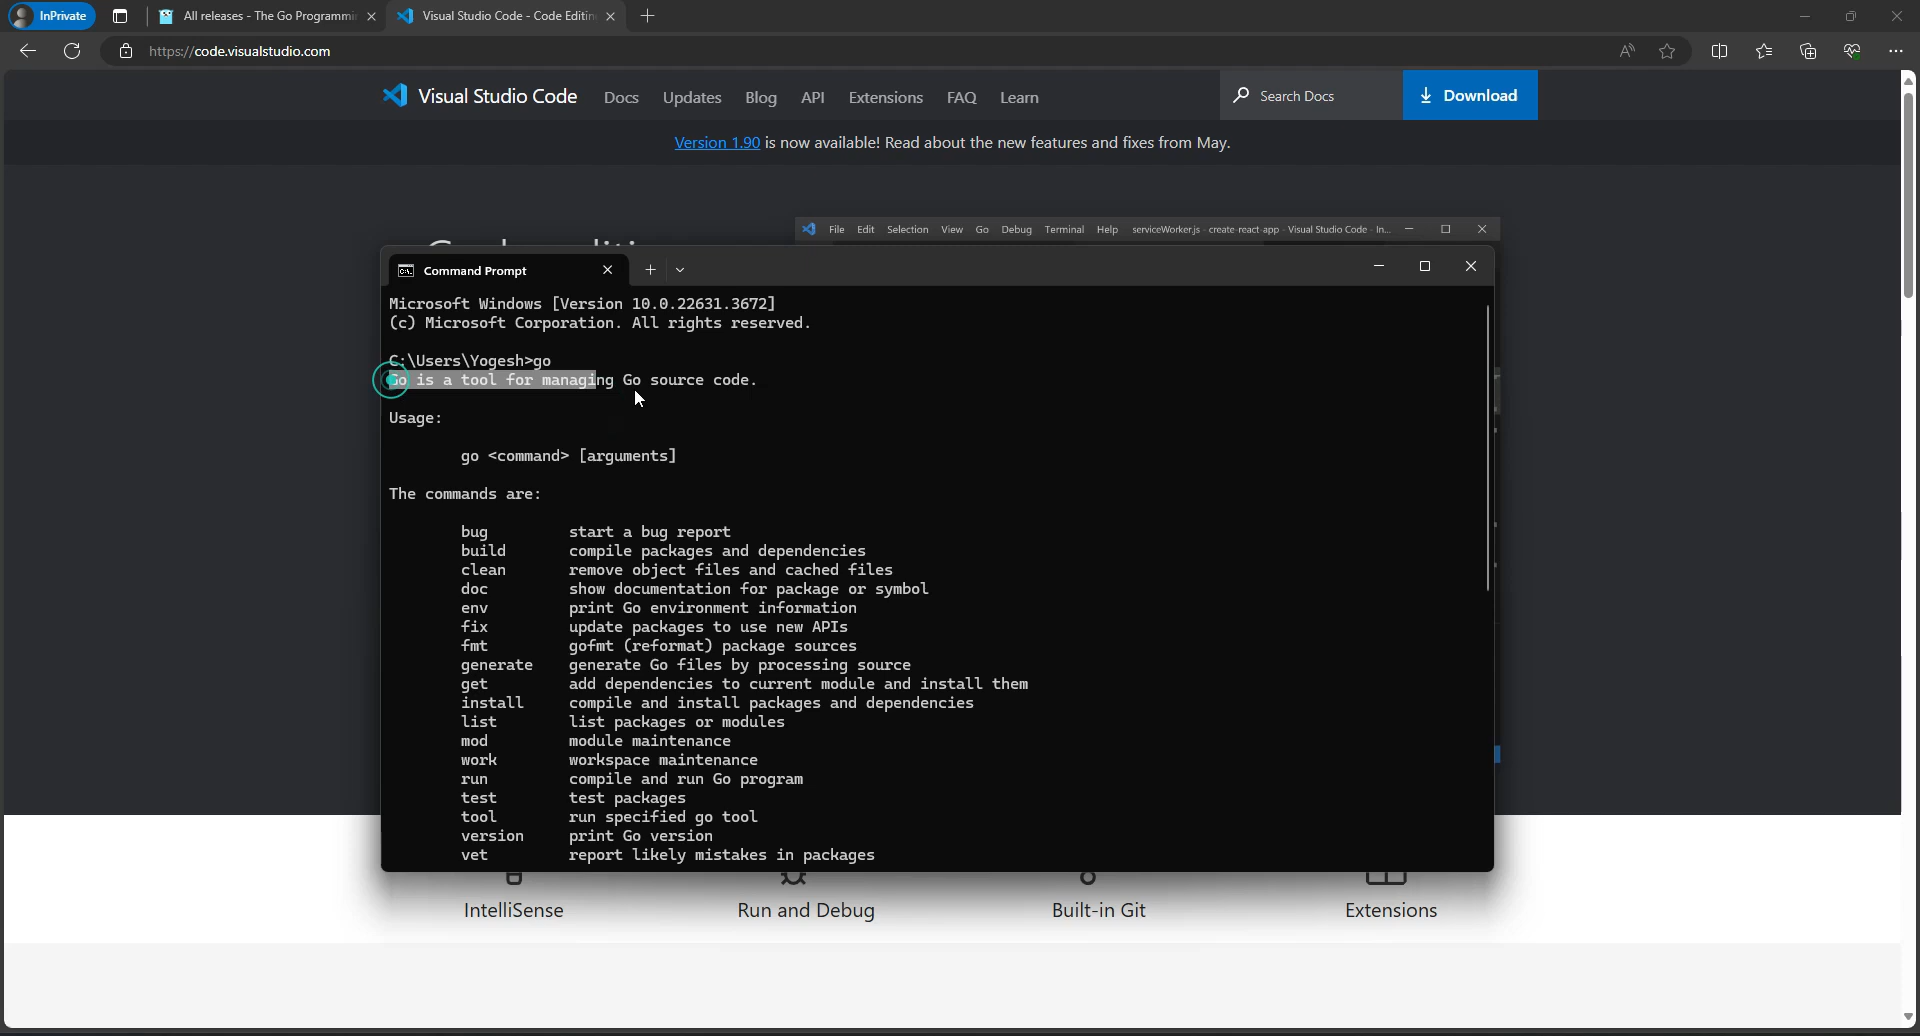 InPrivate
All releases - The Go Programmi
Visual Studio Code - Code Editin
https://code.visualstudio.com
Visual Studio Code
Docs
Updates
Blog
API
Extensions
FAQ
Learn
Search Docs
Download
Version 1.90 is now available! Read about the new features and fixes from May.
File Edit Selection View Go Debug Terminal Help serviceWorker.js - create-react-app - Visual Studio Code - In...
Command Prompt
Microsoft Windows [Version 10.0.22631.3672]
(c) Microsoft Corporation. All rights reserved.
C:\Users\Yogesh>go
Go is a tool for managing Go source code.
Usage:
go <command> [arguments]
The commands are:
bug start a bug report
build compile packages and dependencies
clean remove object files and cached files
doc show documentation for package or symbol
env print Go environment information
fix update packages to use new APIs
fmt gofmt (reformat) package sources
generate generate Go files by processing source
get add dependencies to current module and install them
install compile and install packages and dependencies
list list packages or modules
mod module maintenance
work workspace maintenance
run compile and run Go program
test test packages
tool run specified go tool
version print Go version
vet report likely mistakes in packages
IntelliSense
Run and Debug
Built-in Git
Extensions